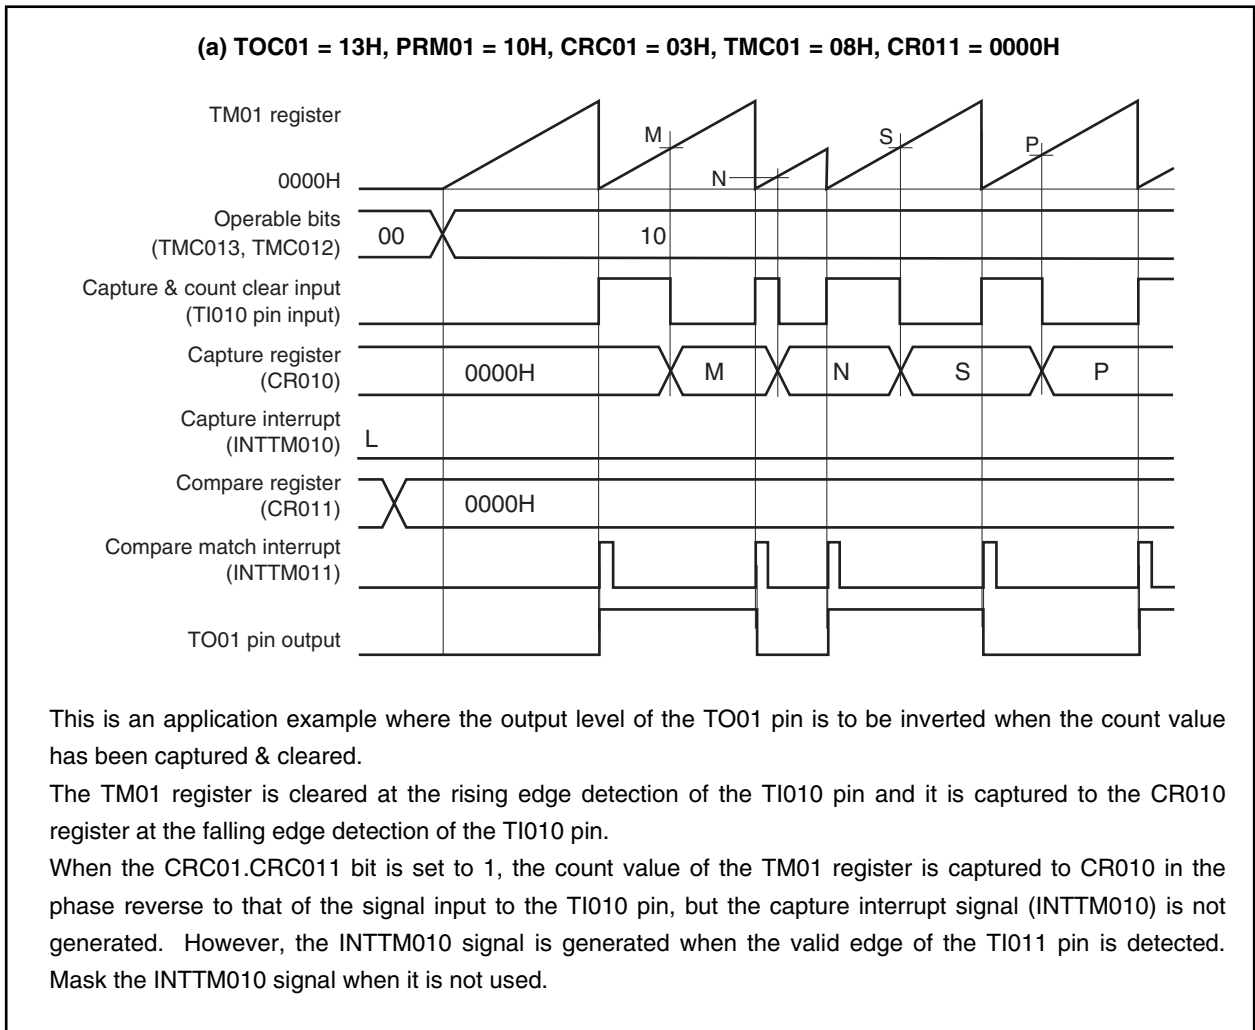 (a) TOC01 = 13H, PRM01 = 10H, CRC01 = 03H, TMC01 = 08H, CR011 = 0000H
TM01 register
M
S
P
N
0000H
Operable bits
(TMC013, TMC012)
00
10
Capture & count clear input
(TI010 pin input)
Capture register
(CR010)
0000H
M
N
S
P
Capture interrupt
(INTTM010)
L
Compare register
(CR011)
0000H
Compare match interrupt
(INTTM011)
TO01 pin output
This is an application example where the output level of the TO01 pin is to be inverted when the count value
has been captured & cleared.
The TM01 register is cleared at the rising edge detection of the TI010 pin and it is captured to the CR010
register at the falling edge detection of the TI010 pin.
When the CRC01.CRC011 bit is set to 1, the count value of the TM01 register is captured to CR010 in the
phase reverse to that of the signal input to the TI010 pin, but the capture interrupt signal (INTTM010) is not
generated. However, the INTTM010 signal is generated when the valid edge of the TI011 pin is detected.
Mask the INTTM010 signal when it is not used.